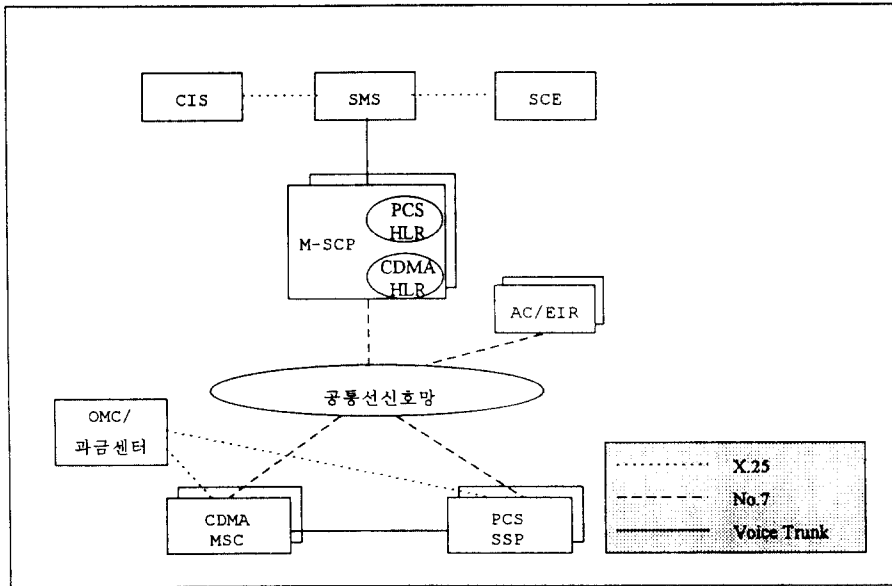 CIS
SMS
SCE
M-SCP
PCS
HLR
CDMA
HLR
AC/EIR
공통선신호망
OMC/
과금센터
CDMA
MSC
PCS
SSP
X.25
No.7
Voice Trunk